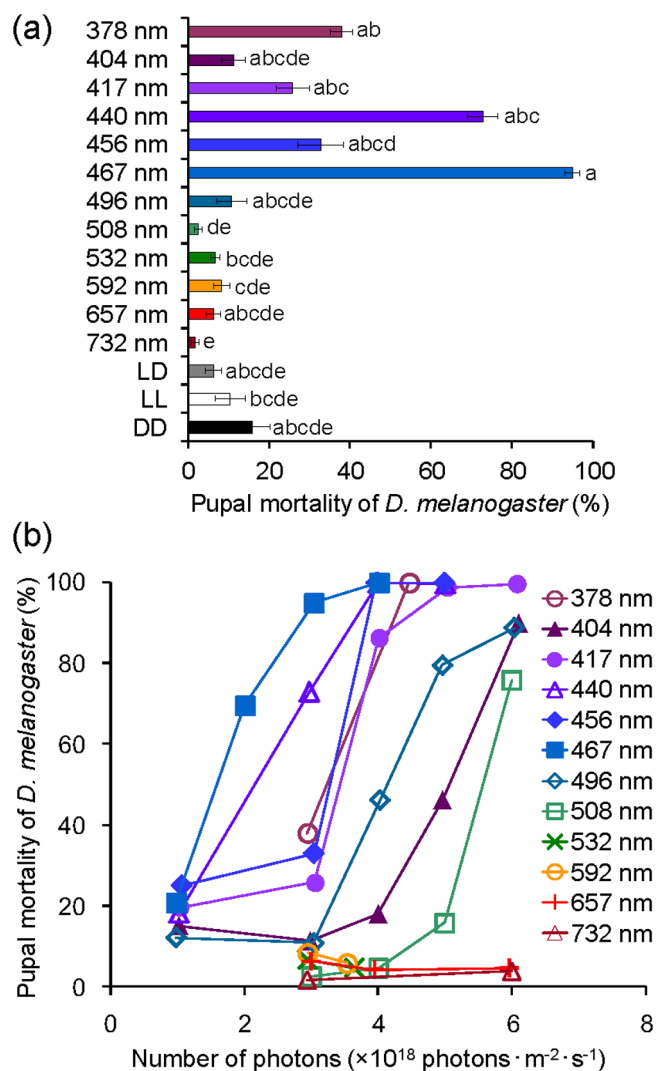 (a)
378 nm ab
404 nm abcde
417 nm abc
440 nm abc
456 nm abcd
467 nm a
496 nm abcde
508 nm de
532 nm bcde
592 nm cde
657 nm abcde
732 nm e
LD abcde
LL bcde
DD abcde
0 20 40 60 80 100
Pupal mortality of D. melanogaster (%)
(b)
Pupal mortality of D. melanogaster (%)
100
80
60
40
20
0
378 nm
404 nm
417 nm
440 nm
456 nm
467 nm
496 nm
508 nm
532 nm
592 nm
657 nm
732 nm
0 2 4 6 8
Number of photons (×10¹⁸ photons·m⁻²·s⁻¹)